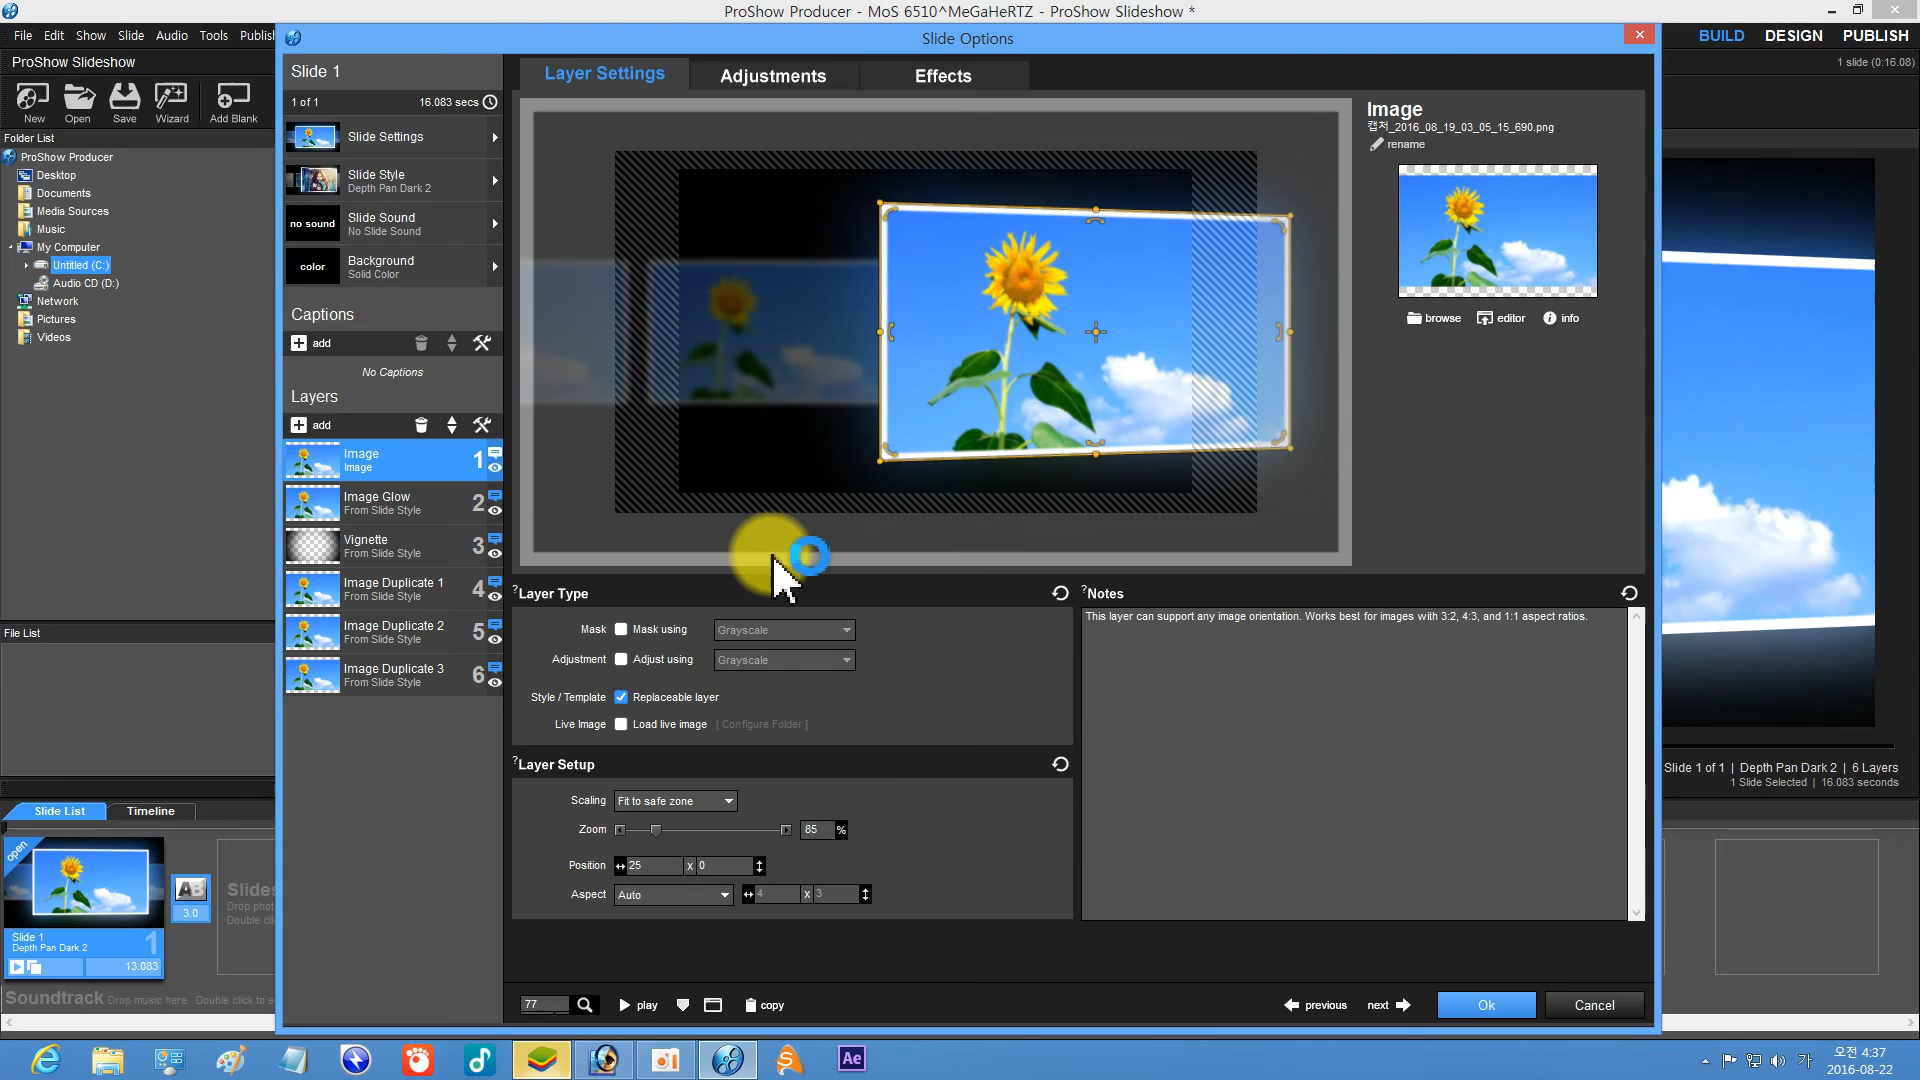 ProShow Producer - MoS 6510^MeGaHeRTZ - ProShow Slideshow *
File Edit Show Slide Audio Tools Publish
BUILD DESIGN PUBLISH
ProShow Slideshow
1 slide (0:16.08)
New Open Save Wizard Add Blank
Folder List
ProShow Producer
Desktop
Documents
Media Sources
Music
My Computer
Untitled (C:)
Audio CD (D:)
Network
Pictures
Videos
File List
Slide Options
Slide 1
1 of 1 16.083 secs
Slide Settings
Slide Style
Depth Pan Dark 2
no sound
Slide Sound
No Slide Sound
color
Background
Solid Color
Captions
add
No Captions
Layers
add
Image
Image
1
Image Glow
From Slide Style
2
Vignette
From Slide Style
3
Image Duplicate 1
From Slide Style
4
Image Duplicate 2
From Slide Style
5
Image Duplicate 3
From Slide Style
6
Layer Settings Adjustments Effects
Image
캡처_2016_08_19_03_05_15_690.png
rename
browse editor info
?Layer Type
Mask Mask using Grayscale
Adjustment Adjust using Grayscale
Style / Template Replaceable layer
Live Image Load live image [ Configure Folder ]
?Layer Setup
Scaling Fit to safe zone
Zoom 85 %
Position 25 x 0
Aspect Auto 4 x 3
?Notes
This layer can support any image orientation. Works best for images with 3:2, 4:3, and 1:1 aspect ratios.
77 play copy
previous next Ok Cancel
Slide 1 of 1 | Depth Pan Dark 2 | 6 Layers
1 Slide Selected | 16.083 seconds
Slide List Timeline
open
Slide 1
Depth Pan Dark 2
1
13.083
AB
3.0
Slides
Drop pho
Double clic
Soundtrack Drop music here. Double click to e
Ae
가
오전 4:37
2016-08-22